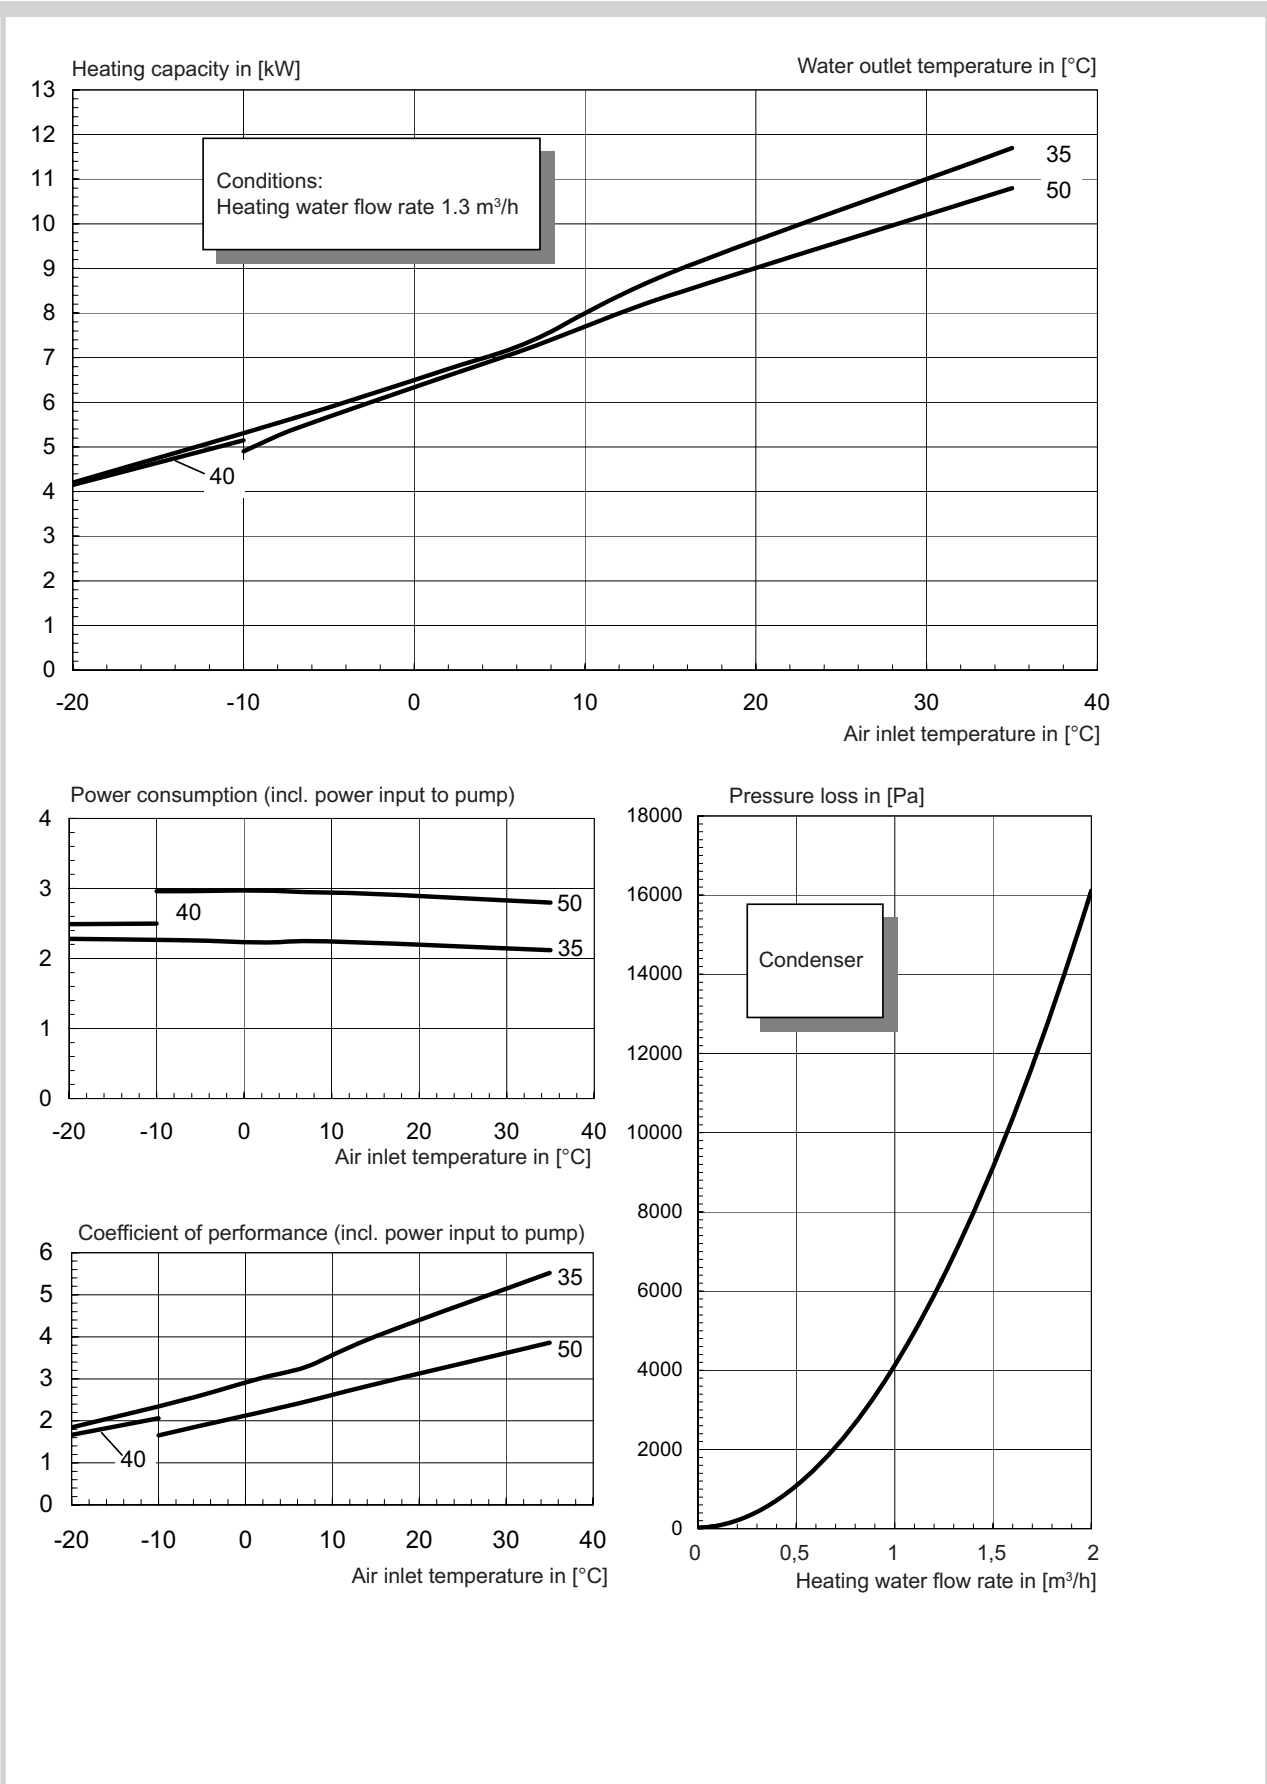 Heating capacity in [kW]
Water outlet temperature in [°C]
13
12
11
10
9
8
7
6
5
4
3
2
1
0
Conditions:
Heating water flow rate 1.3 m³/h
35
50
40
-20 -10 0 10 20 30 40
Air inlet temperature in [°C]
Power consumption (incl. power input to pump)
4
3
2
1
0
50
40
35
-20 -10 0 10 20 30 40
Air inlet temperature in [°C]
Coefficient of performance (incl. power input to pump)
6
5
4
3
2
1
0
35
50
40
-20 -10 0 10 20 30 40
Air inlet temperature in [°C]
Pressure loss in [Pa]
18000
16000
14000
12000
10000
8000
6000
4000
2000
0
Condenser
0 0,5 1 1,5 2
Heating water flow rate in [m³/h]